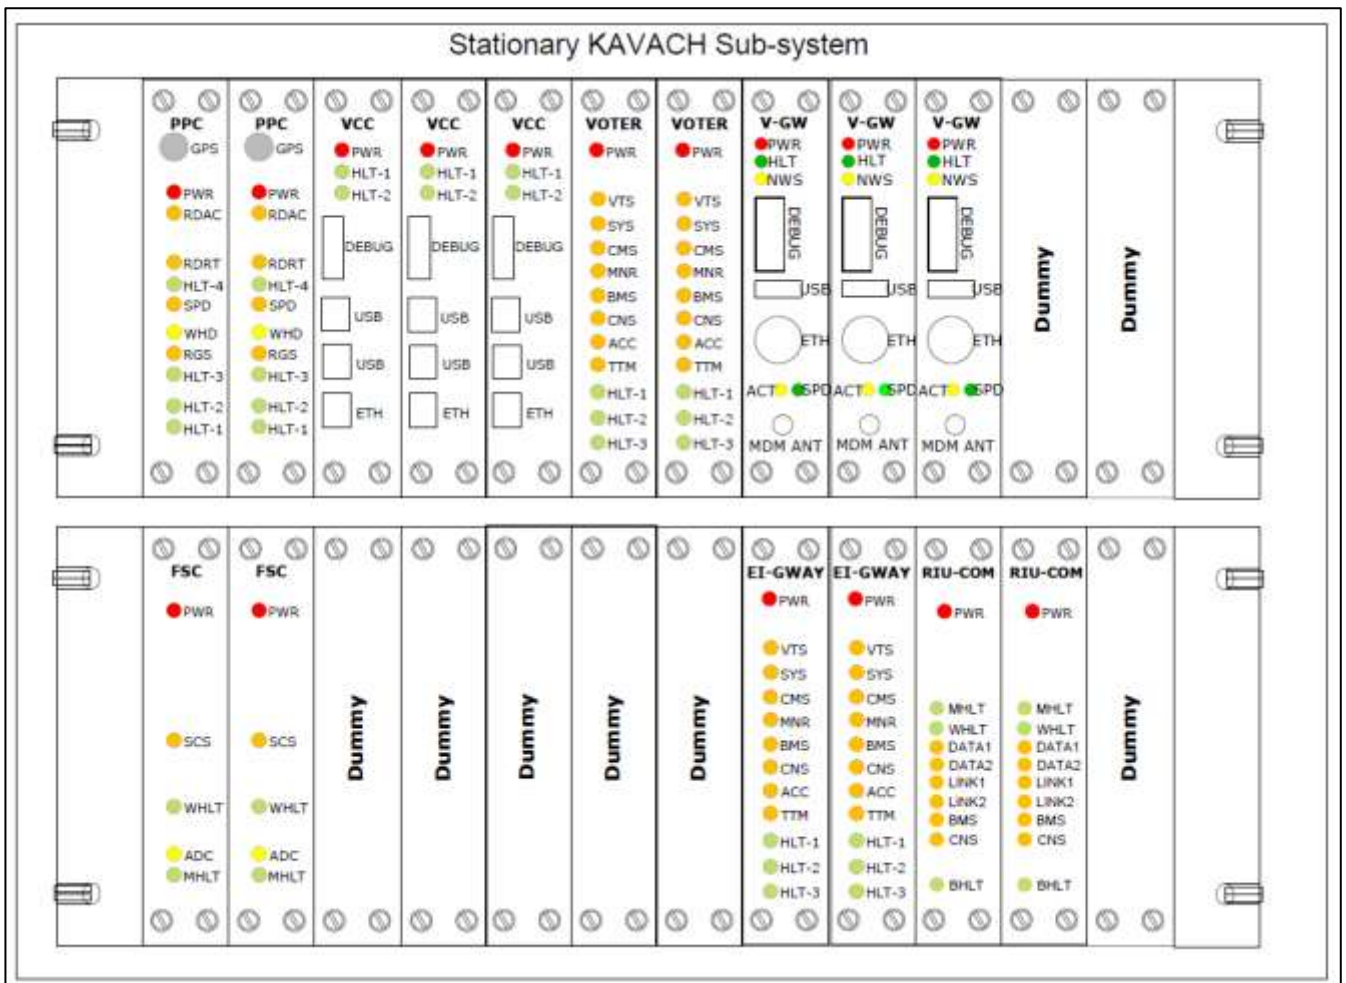 Stationary KAVACH Sub-system
PPC PPC VCC VCC VCC VOTER VOTER V-GW V-GW V-GW
GPS GPS PWR PWR PWR PWR PWR PWR PWR PWR
HLT-1 HLT-1 HLT-1 HLT HLT HLT
PWR PWR HLT-2 HLT-2 HLT-2 VTS VTS NWS NWS NWS
RDAC RDAC SYS SYS
DEBUG DEBUG DEBUG CMS CMS DEBUG DEBUG DEBUG
RDRT RDRT MNR MNR Dummy Dummy
HLT-4 HLT-4 BMS BMS USB USB USB
SPD SPD USB USB USB CNS CNS
WHD WHD ACC ACC ETH ETH ETH
RGS RGS USB USB USB TTM TTM
HLT-3 HLT-3 HLT-1 HLT-1 ACT SPD ACT SPD ACT SPD
HLT-2 HLT-2 ETH ETH ETH HLT-2 HLT-2
HLT-1 HLT-1 HLT-3 HLT-3 MDM ANT MDM ANT MDM ANT
FSC FSC EI-GWAY EI-GWAY RIU-COM RIU-COM
PWR PWR PWR PWR PWR PWR
VTS VTS
SYS SYS
CMS CMS MHLT MHLT
MNR MNR WHLT WHLT
SCS SCS Dummy Dummy Dummy Dummy Dummy BMS BMS DATA1 DATA1 Dummy
CNS CNS DATA2 DATA2
ACC ACC LINK1 LINK1
WHLT WHLT TTM TTM LINK2 LINK2
BMS BMS
HLT-1 HLT-1 CNS CNS
ADC ADC HLT-2 HLT-2
MHLT MHLT HLT-3 HLT-3 BHLT BHLT